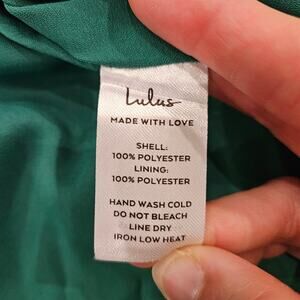 Lulus
MADE WITH LOVE
SHELL:
100% POLYESTER
LINING:
100% POLYESTER
HAND WASH COLD
DO NOT BLEACH
LINE DRY
IRON LOW HEAT